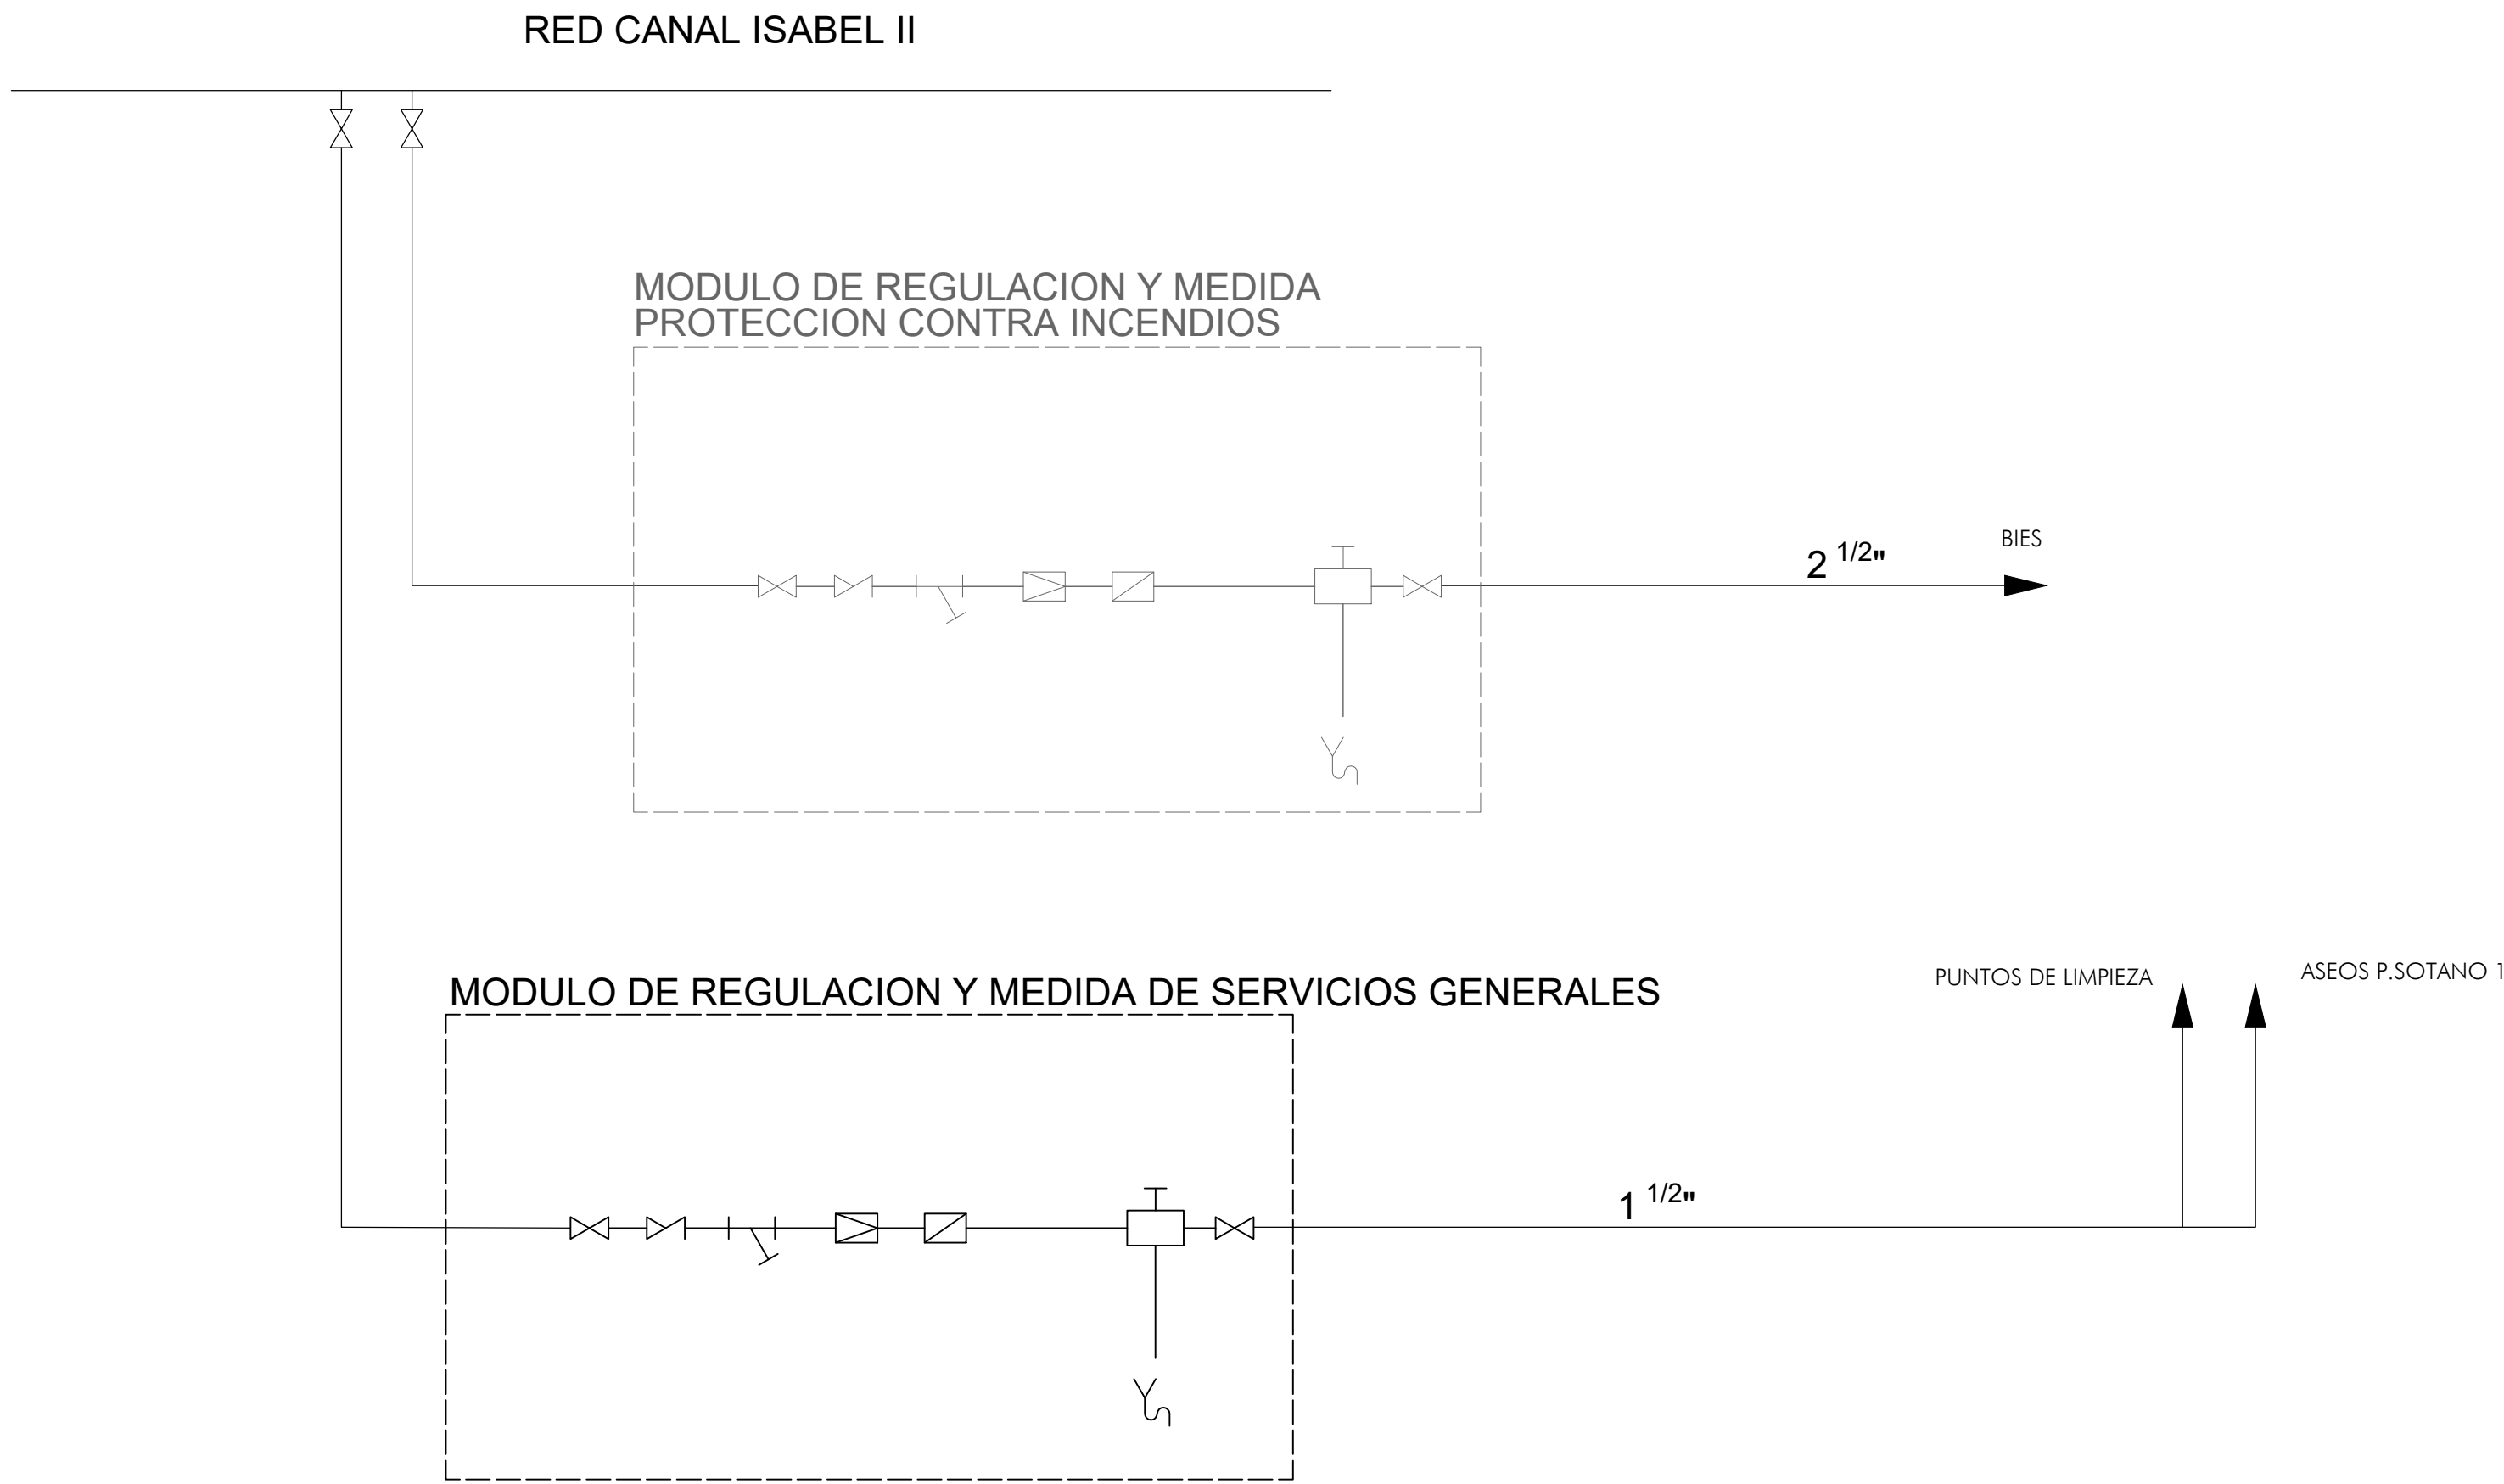 RED CANAL ISABEL II
MODULO DE REGULACION Y MEDIDA
PROTECCION CONTRA INCENDIOS
2 1/2"
BIES
MODULO DE REGULACION Y MEDIDA DE SERVICIOS GENERALES
PUNTOS DE LIMPIEZA
ASEOS P.SOTANO 1
1 1/2"